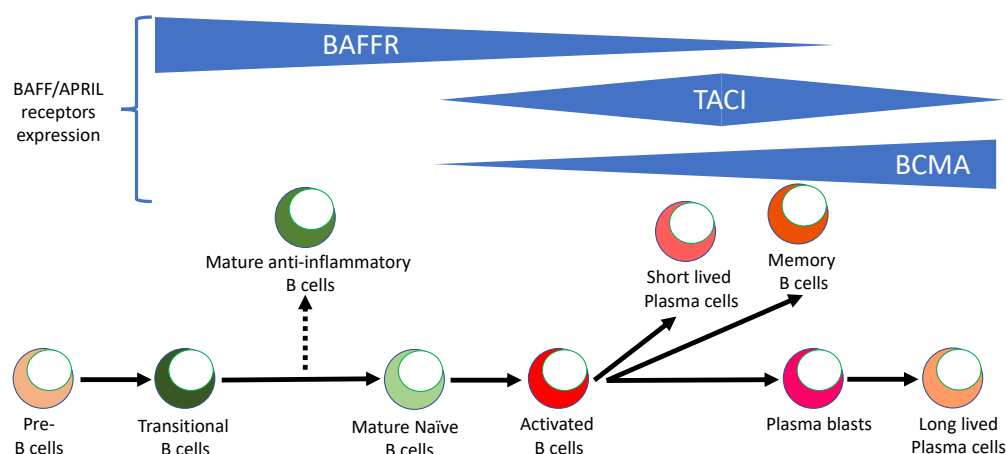 BAFFR
BAFF/APRIL
receptors
expression
TACI
BCMA
Mature anti-inflammatory
B cells
Short lived
Plasma cells
Memory
B cells
Pre-
B cells
Transitional
B cells
Mature Naïve
B cells
Activated
B cells
Plasma blasts
Long lived
Plasma cells